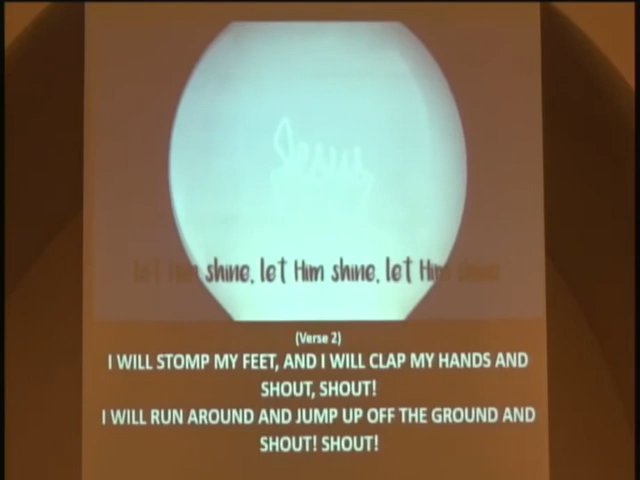 Jesus
let Him shine, let Him shine, let Him shine
(Verse 2)
I WILL STOMP MY FEET, AND I WILL CLAP MY HANDS AND
SHOUT, SHOUT!
I WILL RUN AROUND AND JUMP UP OFF THE GROUND AND
SHOUT! SHOUT!